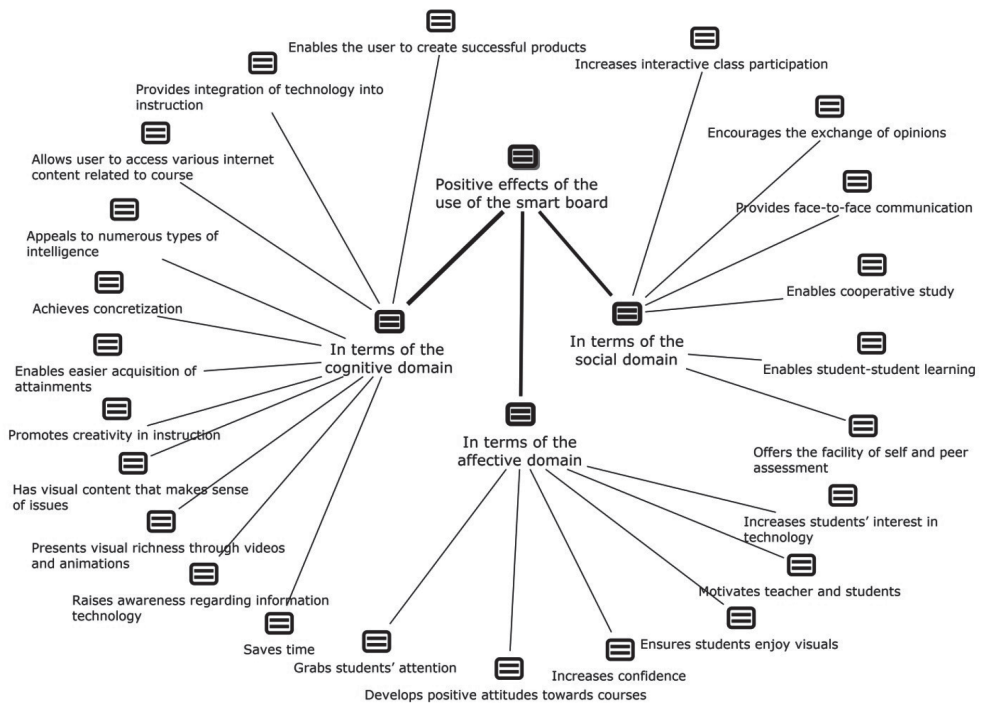 Enables the user to create successful products
Increases interactive class participation
Provides integration of technology into
instruction
Encourages the exchange of opinions
Allows user to access various internet
content related to course
Positive effects of the
use of the smart board
Provides face-to-face communication
Appeals to numerous types of
intelligence
Enables cooperative study
Achieves concretization
In terms of the
cognitive domain
In terms of the
social domain
Enables easier acquisition of
attainments
Enables student-student learning
Promotes creativity in instruction
In terms of the
affective domain
Offers the facility of self and peer
assessment
Has visual content that makes sense
of issues
Increases students’ interest in
technology
Presents visual richness through videos
and animations
Motivates teacher and students
Raises awareness regarding information
technology
Saves time
Grabs students’ attention
Ensures students enjoy visuals
Increases confidence
Develops positive attitudes towards courses